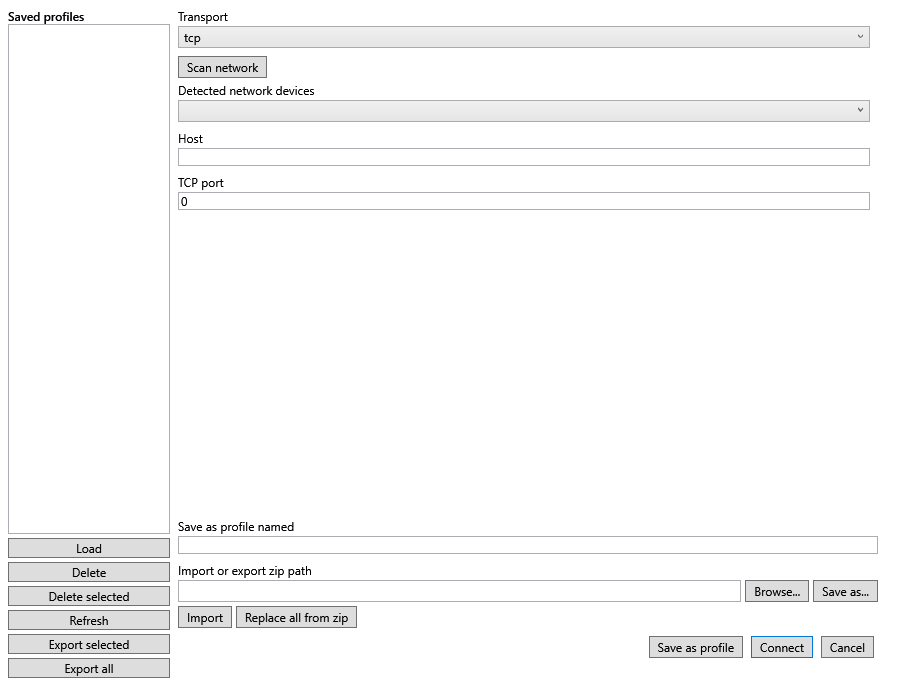 Saved profiles
Transport
tcp
Scan network
Detected network devices
Host
TCP port
0
Save as profile named
Import or export zip path
Browse...
Save as...
Import
Replace all from zip
Load
Delete
Delete selected
Refresh
Export selected
Export all
Save as profile
Connect
Cancel